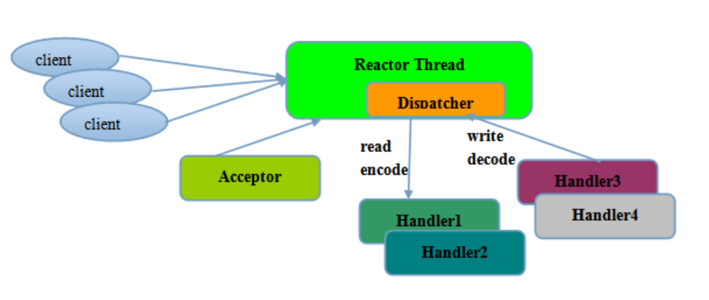 client
client
client
Reactor Thread
Dispatcher
Acceptor
read
encode
write
decode
Handler1
Handler2
Handler3
Handler4